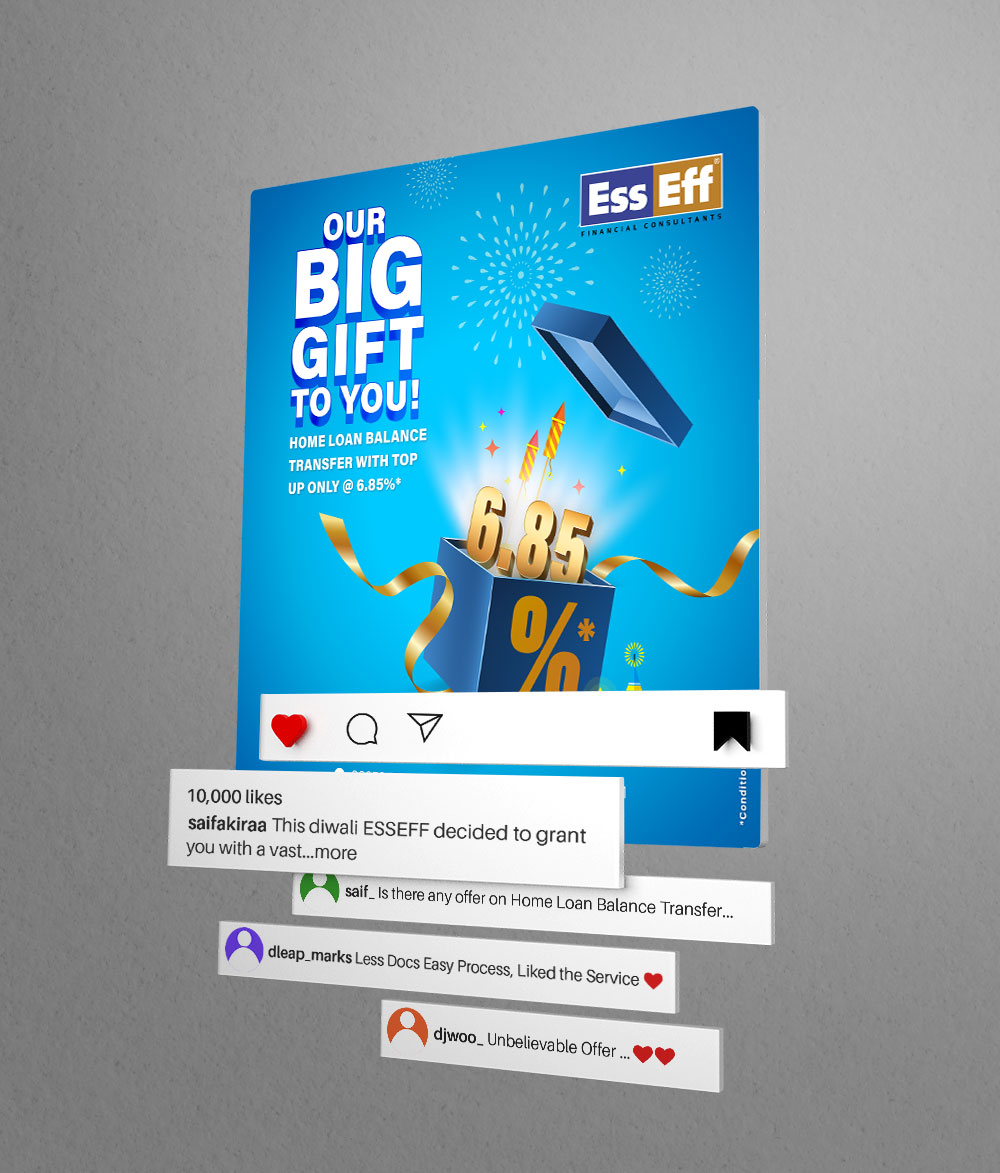 Ess Eff®
FINANCIAL CONSULTANTS
OUR
BIG
GIFT
TO YOU!
HOME LOAN BALANCE
TRANSFER WITH TOP
UP ONLY @ 6.85%*
6.85
%*
*Conditio
10,000 likes
saifakiraa This diwali ESSEFF decided to grant
you with a vast...more
saif_ Is there any offer on Home Loan Balance Transfer...
dleap_marks Less Docs Easy Process, Liked the Service ❤
djwoo_ Unbelievable Offer ... ❤❤